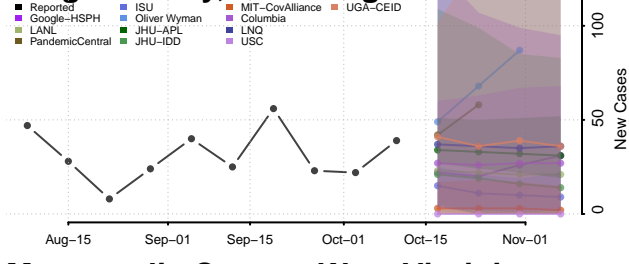 Reported ISU MIT−CovAlliance UGA−CEID
Google−HSPH Oliver Wyman Columbia
LANL JHU−APL LNQ
PandemicCentral JHU−IDD USC
100
50
0
New Cases
Aug−15 Sep−01 Sep−15 Oct−01 Oct−15 Nov−01